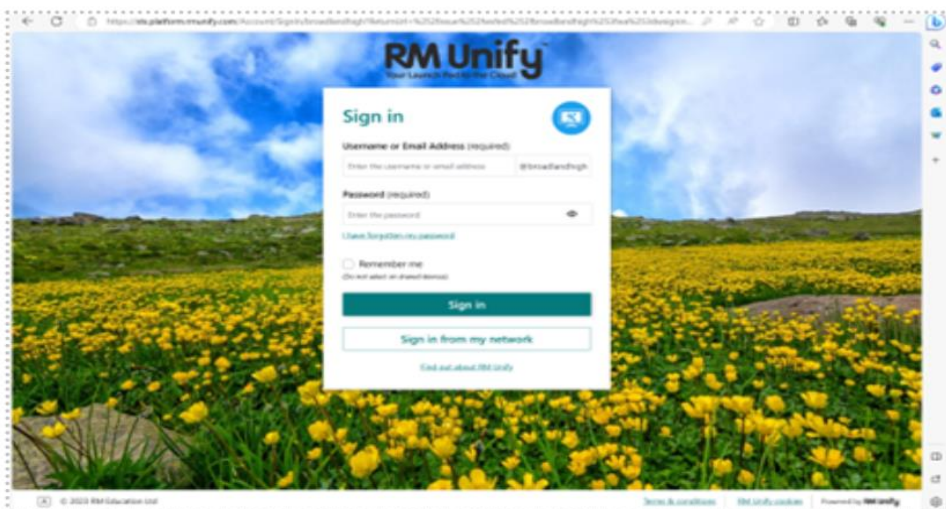 RM Unify
Your Launch Pad to the Cloud
Sign in
Username or Email Address (required)
Enter the username or email address
@broadlandhigh
Password (required)
Enter the password
I have forgotten my password
Remember me
(Do not select on shared devices)
Sign in
Sign in from my network
Find out about RM Unify
© 2023 RM Education Ltd
Terms & conditions
RM Unify cookies
Powered by RM unify